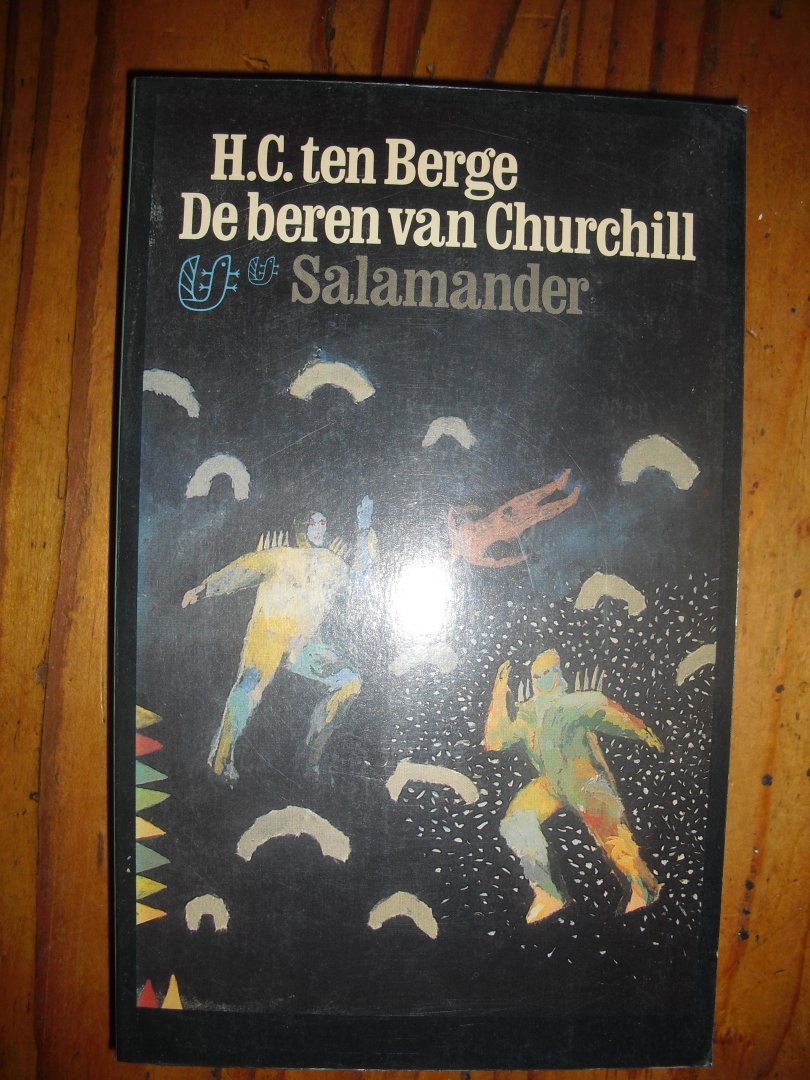 H.C. ten Berge
De beren van Churchill
Salamander